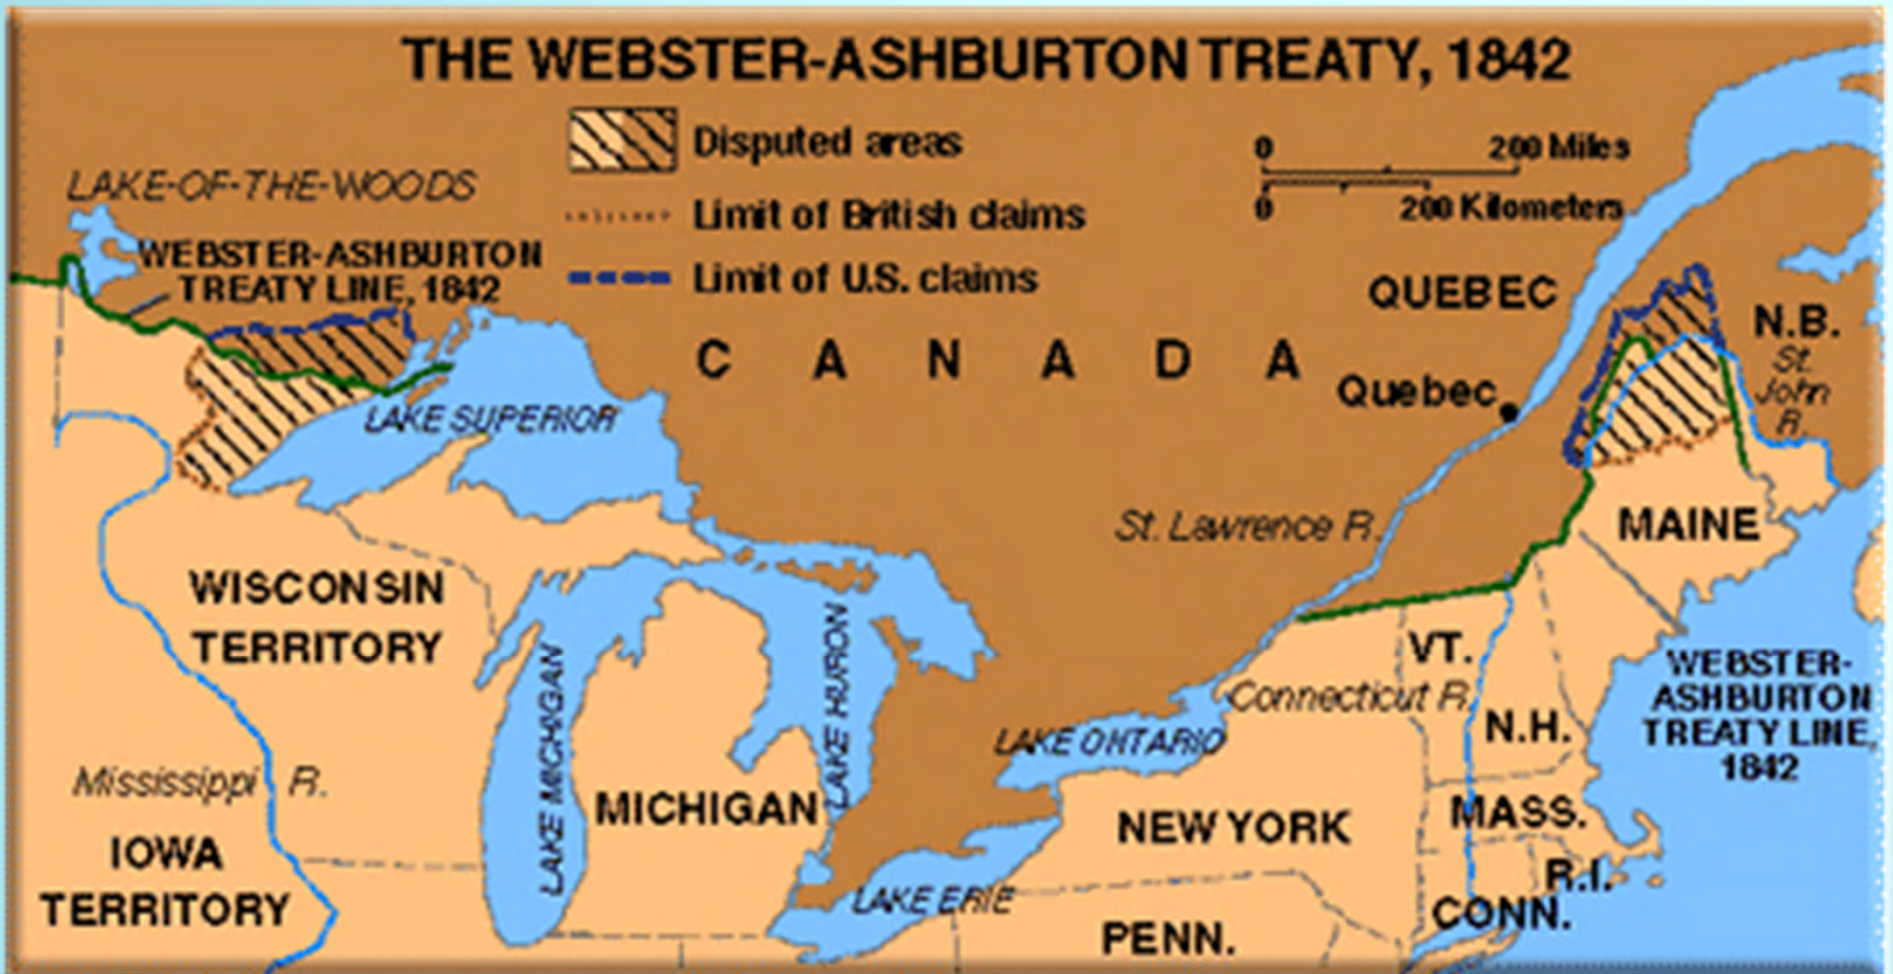 THE WEBSTER-ASHBURTON TREATY, 1842
Disputed areas
Limit of British claims
Limit of U.S. claims
0 200 Miles
0 200 Kilometers
LAKE-OF-THE-WOODS
WEBSTER-ASHBURTON
TREATY LINE, 1842
QUEBEC
N.B.
St.
John
R.
CANADA
Quebec
LAKE SUPERIOR
St. Lawrence R.
MAINE
WISCONSIN
TERRITORY
LAKE MICHIGAN
LAKE HURON
VT.
Connecticut R.
N.H.
WEBSTER-
ASHBURTON
TREATY LINE,
1842
LAKE ONTARIO
Mississippi R.
MICHIGAN
NEW YORK
MASS.
IOWA
TERRITORY
LAKE ERIE
R.I.
CONN.
PENN.